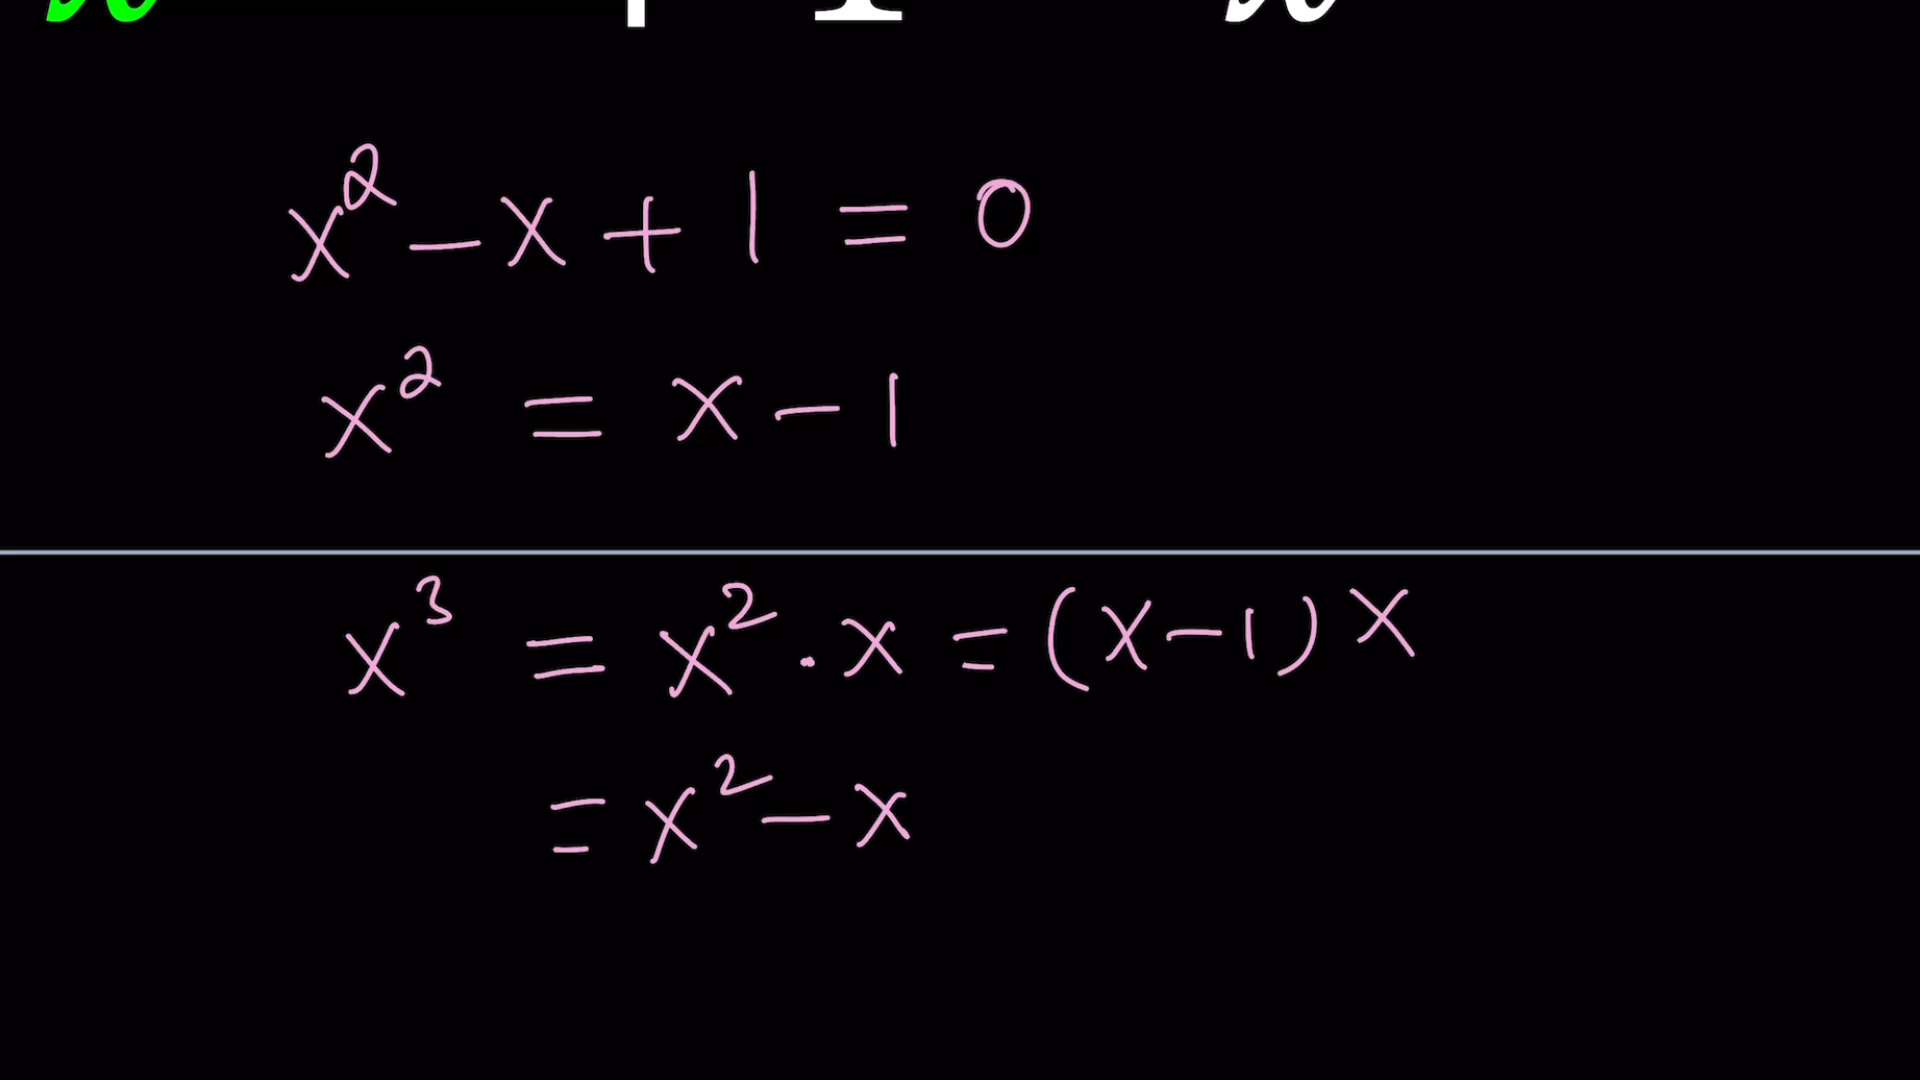 x² - x + 1 = 0
x² = x - 1
x³ = x² · x = (x - 1) x
= x² - x